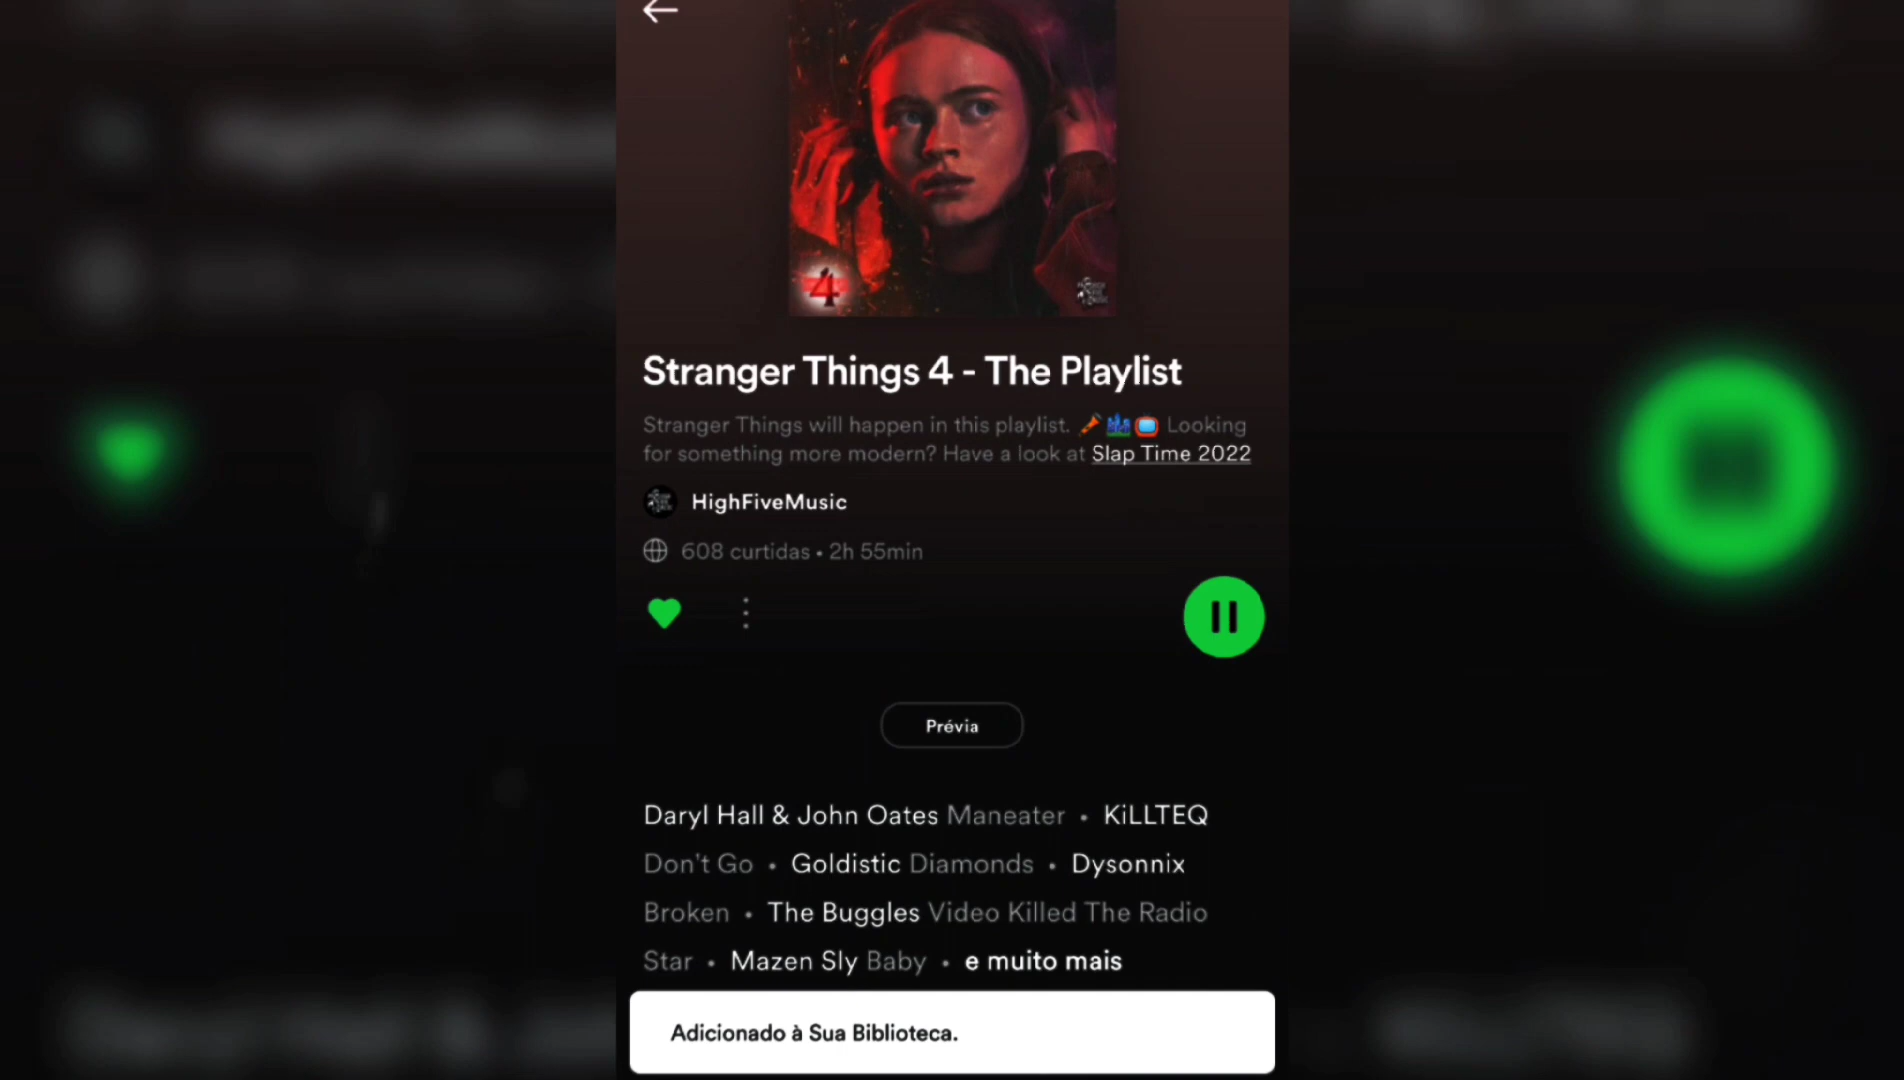 4
Stranger Things 4 - The Playlist
Stranger Things will happen in this playlist. Looking
for something more modern? Have a look at Slap Time 2022
HighFiveMusic
608 curtidas • 2h 55min
Prévia
Daryl Hall & John Oates Maneater • KiLLTEQ
Don't Go • Goldistic Diamonds • Dysonnix
Broken • The Buggles Video Killed The Radio
Star • Mazen Sly Baby • e muito mais
Adicionado à Sua Biblioteca.